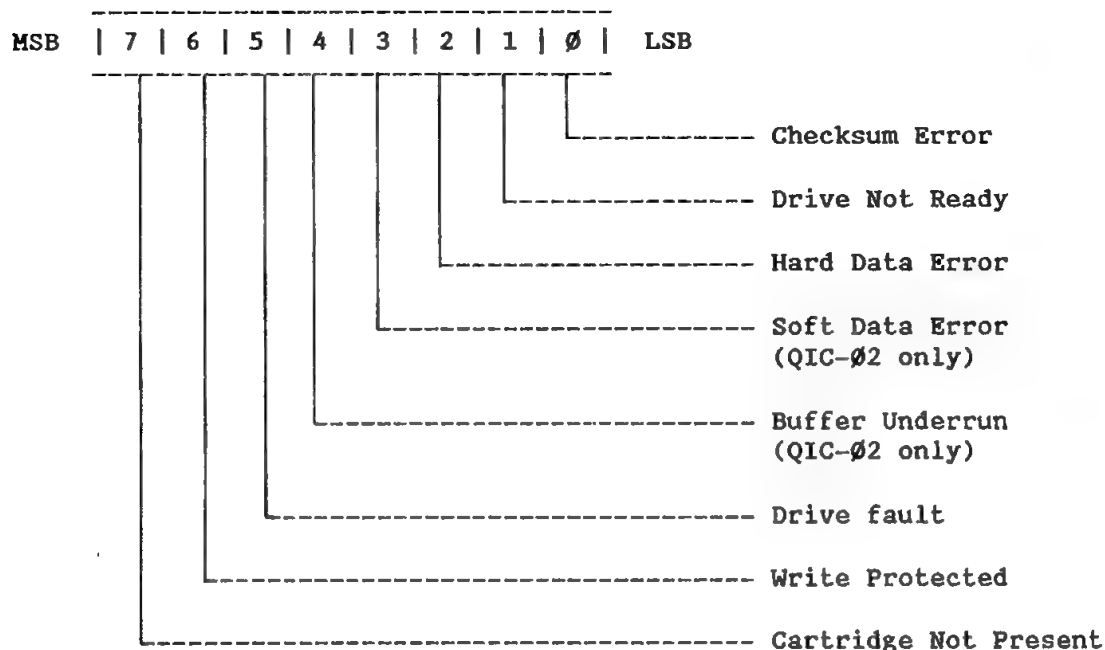 MSB | 7 | 6 | 5 | 4 | 3 | 2 | 1 | Ø | LSB
Checksum Error
Drive Not Ready
Hard Data Error
Soft Data Error
(QIC-Ø2 only)
Buffer Underrun
(QIC-Ø2 only)
Drive fault
Write Protected
Cartridge Not Present